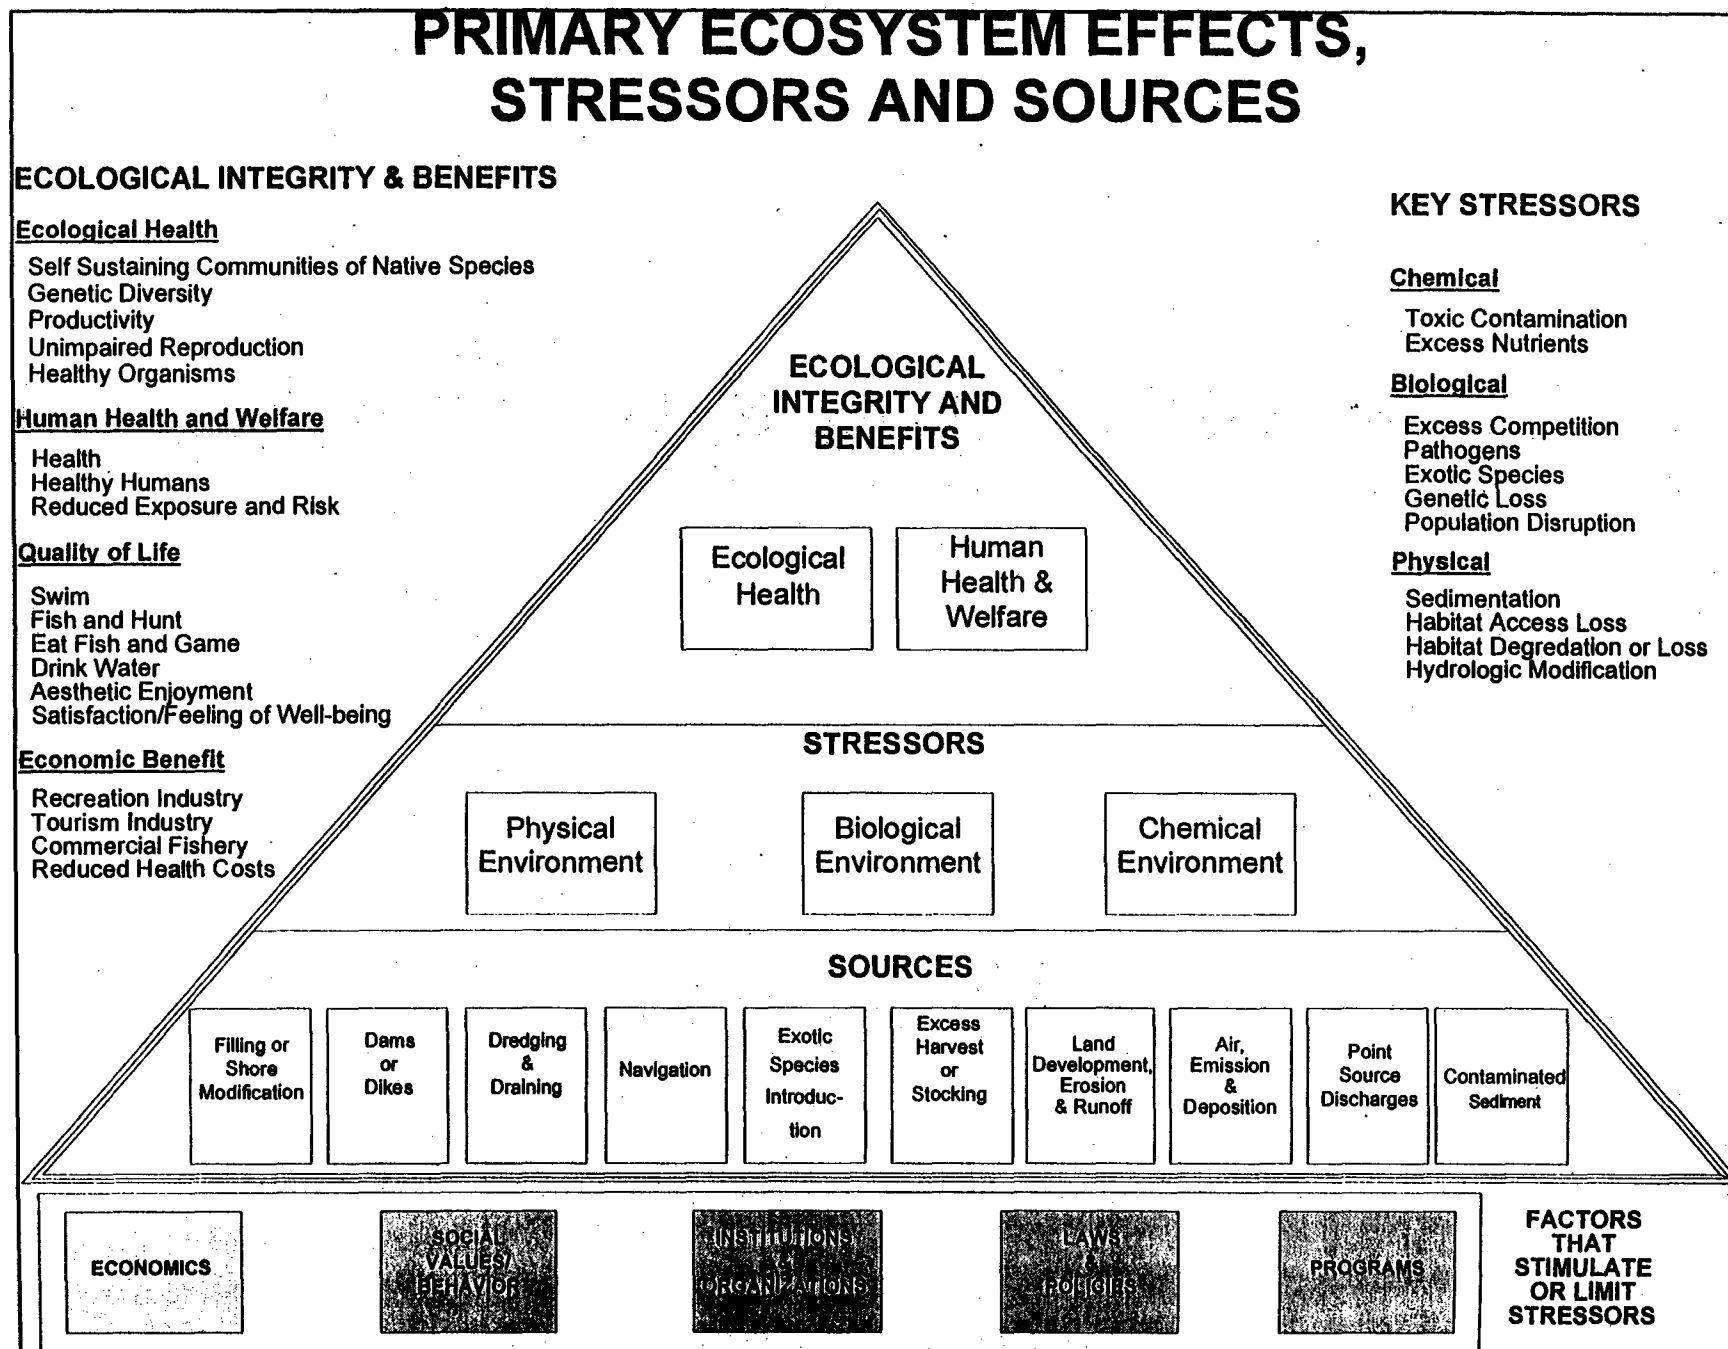 PRIMARY ECOSYSTEM EFFECTS,
STRESSORS AND SOURCES
ECOLOGICAL INTEGRITY & BENEFITS
Ecological Health
Self Sustaining Communities of Native Species
Genetic Diversity
Productivity
Unimpaired Reproduction
Healthy Organisms
Human Health and Welfare
Health
Healthy Humans
Reduced Exposure and Risk
Quality of Life
Swim
Fish and Hunt
Eat Fish and Game
Drink Water
Aesthetic Enjoyment
Satisfaction/Feeling of Well-being
Economic Benefit
Recreation Industry
Tourism Industry
Commercial Fishery
Reduced Health Costs
KEY STRESSORS
Chemical
Toxic Contamination
Excess Nutrients
Biological
Excess Competition
Pathogens
Exotic Species
Genetic Loss
Population Disruption
Physical
Sedimentation
Habitat Access Loss
Habitat Degredation or Loss
Hydrologic Modification
ECOLOGICAL
INTEGRITY AND
BENEFITS
Ecological
Health
Human
Health &
Welfare
STRESSORS
Physical
Environment
Biological
Environment
Chemical
Environment
SOURCES
Filling or
Shore
Modification
Dams
or
Dikes
Dredging
&
Draining
Navigation
Exotic
Species
Introduc-
tion
Excess
Harvest
or
Stocking
Land
Development,
Erosion
& Runoff
Air,
Emission
&
Deposition
Point
Source
Discharges
Contaminated
Sediment
ECONOMICS
SOCIAL
VALUES/
BEHAVIOR
INSTITUTIONS
&
ORGANIZATIONS
LAWS
&
POLICIES
PROGRAMS
FACTORS
THAT
STIMULATE
OR LIMIT
STRESSORS